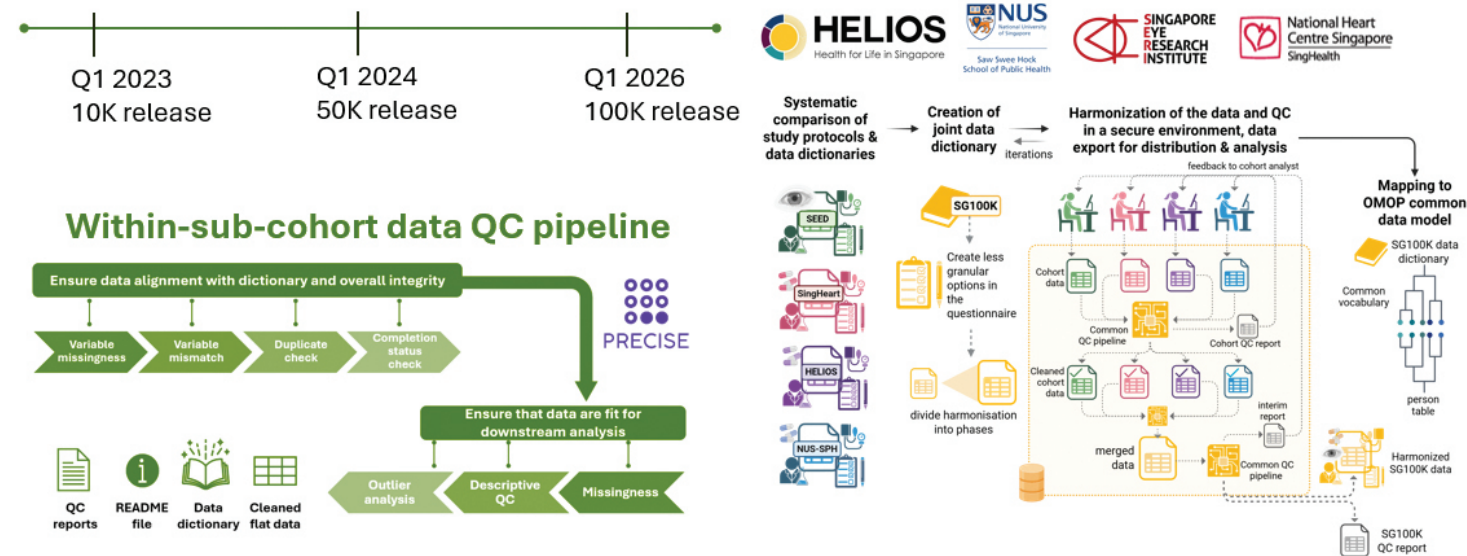 Q1 2023
10K release
Q1 2024
50K release
Q1 2026
100K release
Within-sub-cohort data QC pipeline
Ensure data alignment with dictionary and overall integrity
Variable
missingness
Variable
mismatch
Duplicate
check
Completion
status
check
PRECISE
Ensure that data are fit for
downstream analysis
Outlier
analysis
Descriptive
QC
Missingness
QC
reports
README
file
Data
dictionary
Cleaned
flat data
HELIOS
Health for Life in Singapore
NUS
National University
of Singapore
Saw Swee Hock
School of Public Health
SINGAPORE
EYE
RESEARCH
INSTITUTE
National Heart
Centre Singapore
SingHealth
Systematic
comparison of
study protocols &
data dictionaries
Creation of
joint data
dictionary
iterations
Harmonization of the data and QC
in a secure environment, data
export for distribution & analysis
feedback to cohort analyst
Mapping to
OMOP common
data model
SEED
SingHeart
HELIOS
NUS-SPH
SG100K
Create less
granular
options in
the
questionnaire
divide harmonisation
into phases
Cohort
data
Common
QC pipeline
Cohort QC report
Cleaned
cohort
data
interim
report
merged
data
Common QC
pipeline
SG100K data
dictionary
Common
vocabulary
person
table
Harmonized
SG100K data
SG100K
QC report